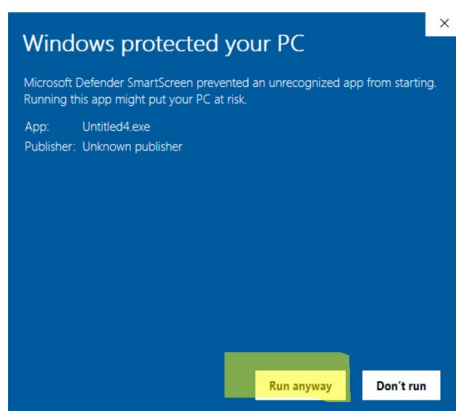 Windows protected your PC
Microsoft Defender SmartScreen prevented an unrecognized app from starting.
Running this app might put your PC at risk.
App: Untitled4.exe
Publisher: Unknown publisher
Run anyway Don't run